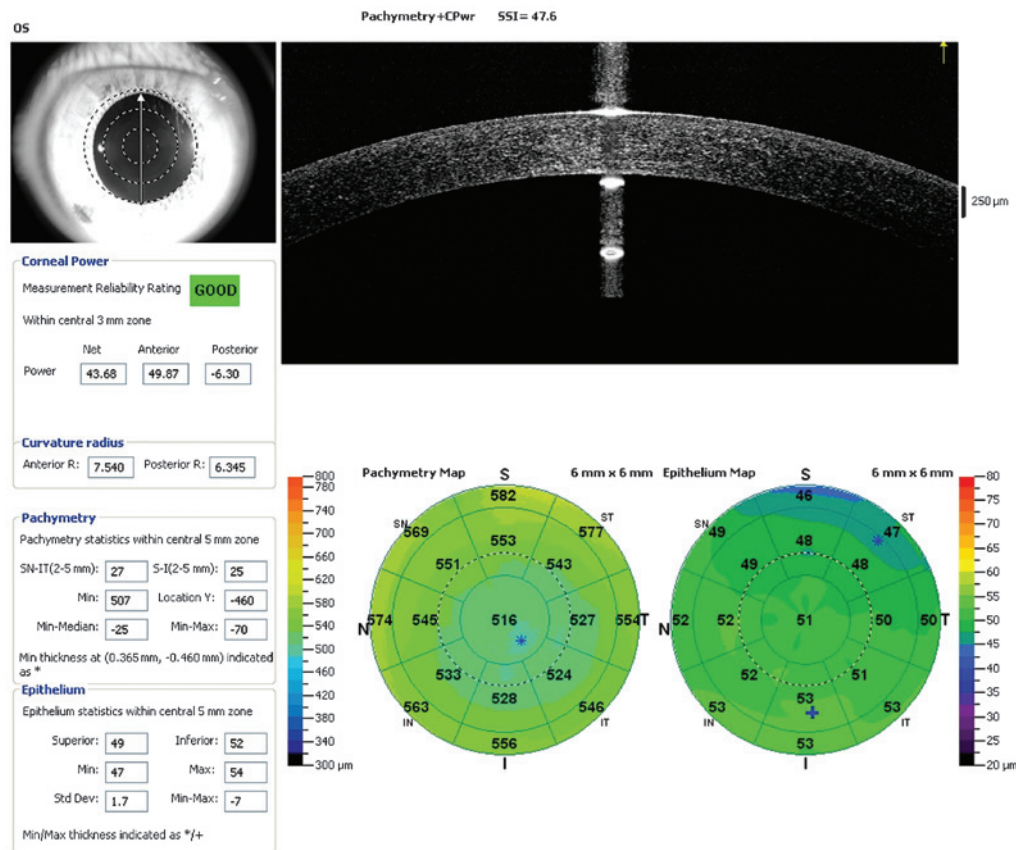 Pachymetry+CPwr SSI= 47.6
OS
250 µm
Corneal Power
Measurement Reliability Rating GOOD
Within central 3 mm zone
Net Anterior Posterior
Power 43.68 49.87 -6.30
Curvature radius
Anterior R: 7.540 Posterior R: 6.345
Pachymetry
Pachymetry statistics within central 5 mm zone
SN-IT(2-5 mm): 27 S-I(2-5 mm): 25
Min: 507 Location Y: -460
Min-Median: -25 Min-Max: -70
Min thickness at (0.365mm, -0.460 mm) indicated
as *
Epithelium
Epithelium statistics within central 5 mm zone
Superior: 49 Inferior: 52
Min: 47 Max: 54
Std Dev: 1.7 Min-Max: -7
Min/Max thickness indicated as */+
800
780
740
700
660
620
580
540
500
460
420
380
340
300 µm
Pachymetry Map S 6 mm x 6 mm
582
SN 569 577 ST
553
551 543
N 574 545 516 527 554 T
*
533 524
528
IN 563 546 IT
556
I
Epithelium Map S 6 mm x 6 mm
46
SN 49 47 ST
*
48
49 48
N 52 52 51 50 50 T
52 51
53
+
IN 53 53 IT
53
I
80
75
70
65
60
55
50
45
40
35
30
25
20 µm